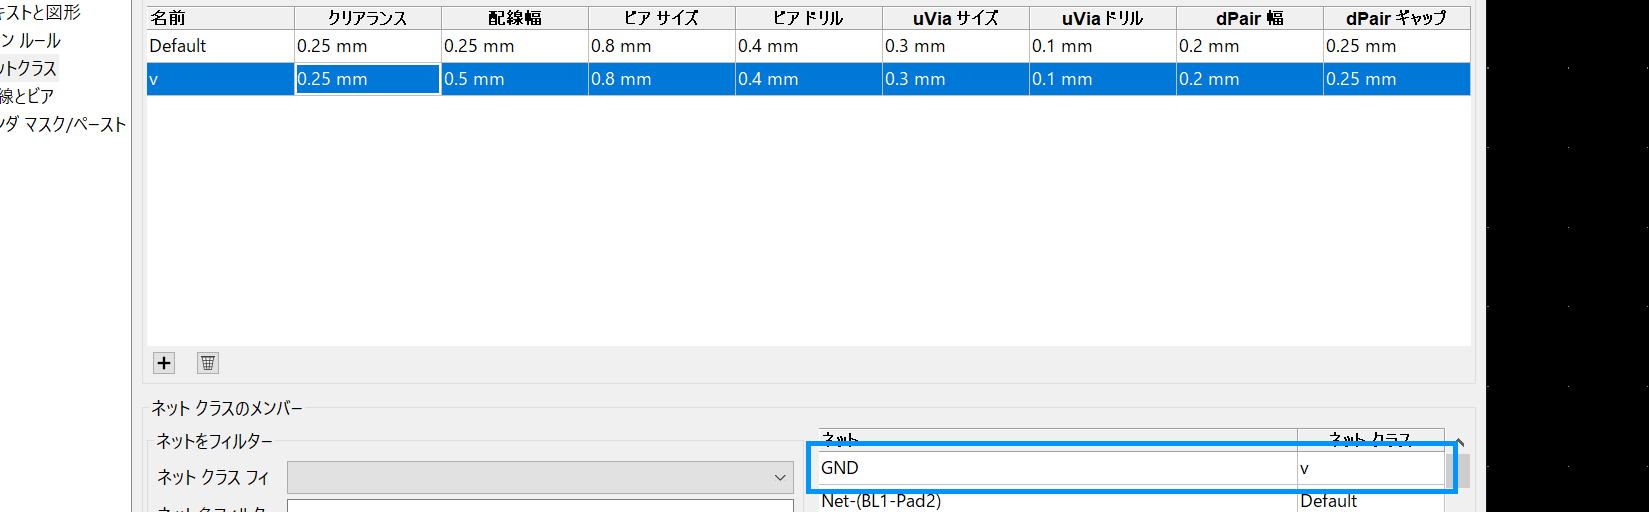 キストと図形
ン ルール
ットクラス
線とビア
ンダ マスク/ペースト
名前 クリアランス 配線幅 ビア サイズ ビア ドリル uVia サイズ uVia ドリル dPair 幅 dPair ギャップ
Default 0.25 mm 0.25 mm 0.8 mm 0.4 mm 0.3 mm 0.1 mm 0.2 mm 0.25 mm
v 0.25 mm 0.5 mm 0.8 mm 0.4 mm 0.3 mm 0.1 mm 0.2 mm 0.25 mm
ネット クラスのメンバー
ネットをフィルター
ネット クラス フィ
ネット名フィルター
ネット ネット クラス
GND v
Net-(BL1-Pad2) Default